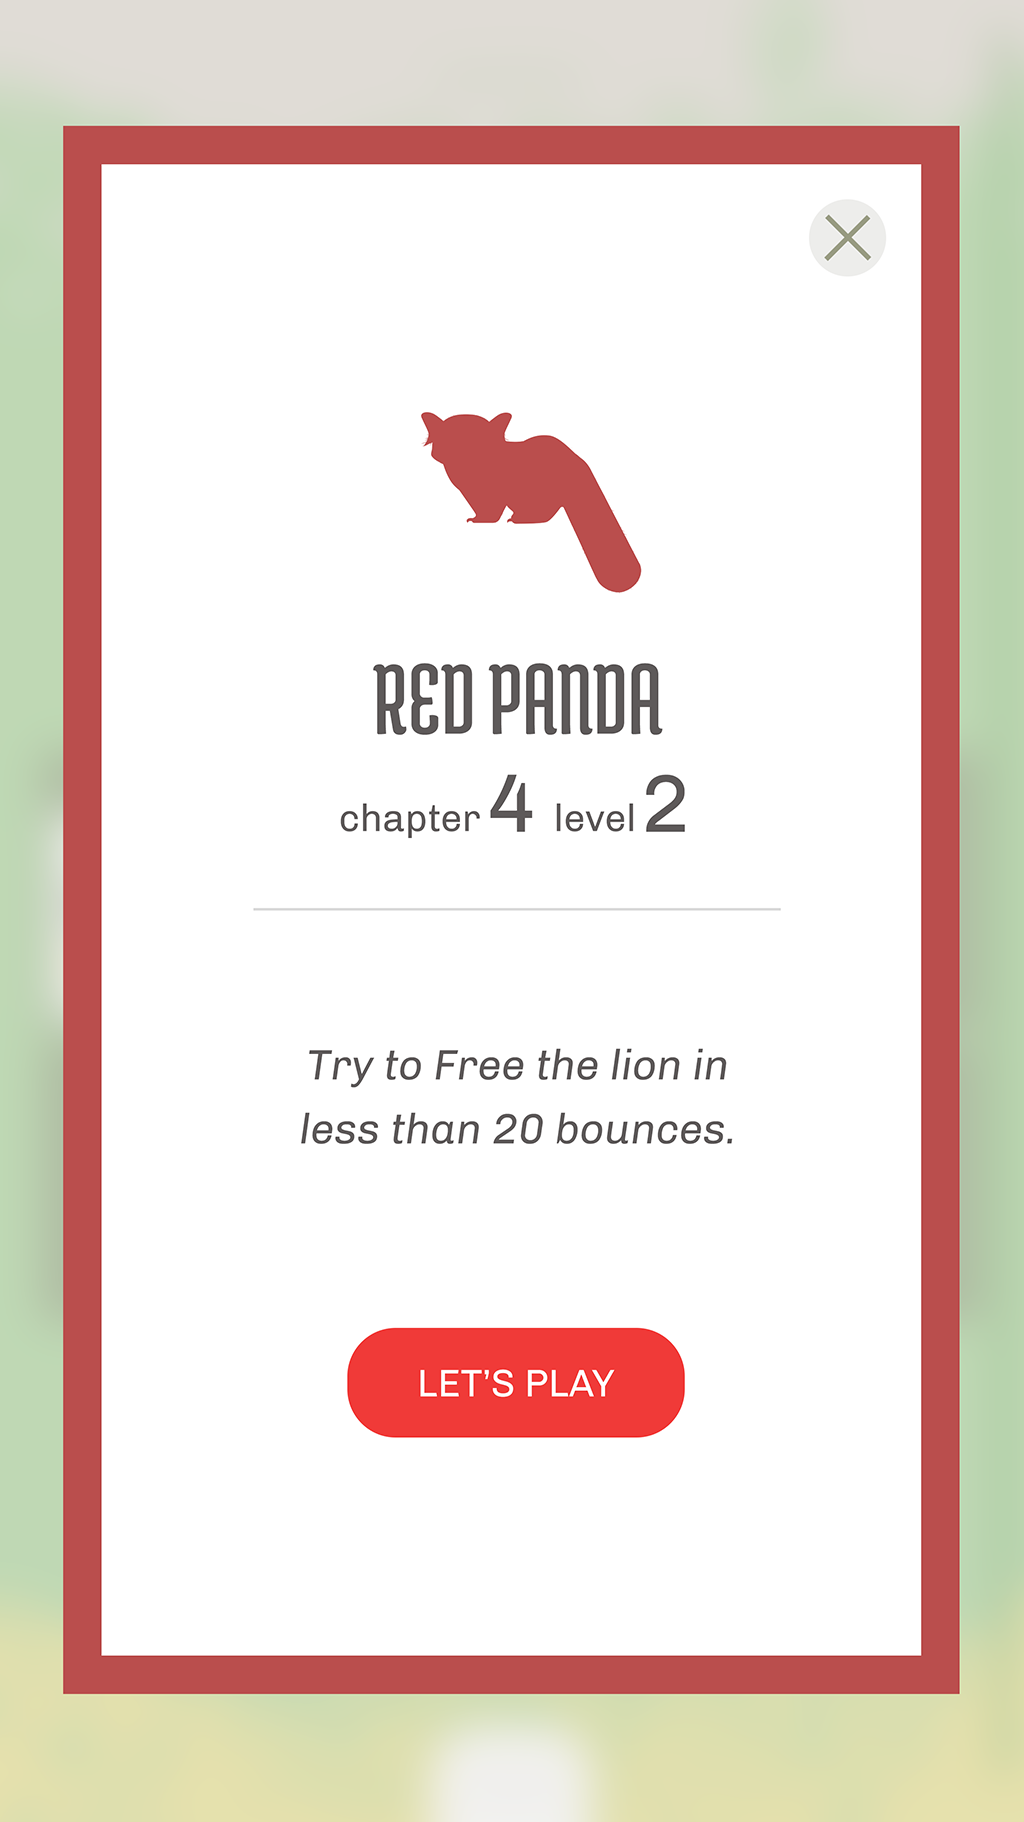 RED PANDA
chapter 4 level 2
Try to Free the lion in
less than 20 bounces.
LET’S PLAY